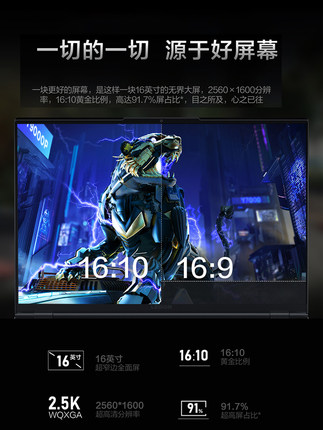 一切的一切 源于好屏幕
一块更好的屏幕，是这样一块16英寸的无界大屏，2560×1600分辨
率，16:10黄金比例，高达91.7%屏占比*，目之所及，心之已往
19000P
17000
16:10 16:9
16英寸
16英寸
超窄边全面屏
16:10
16:10
黄金比例
2.5K
WQXGA
2560*1600
超高清分辨率
91%
91.7%
超高屏占比*